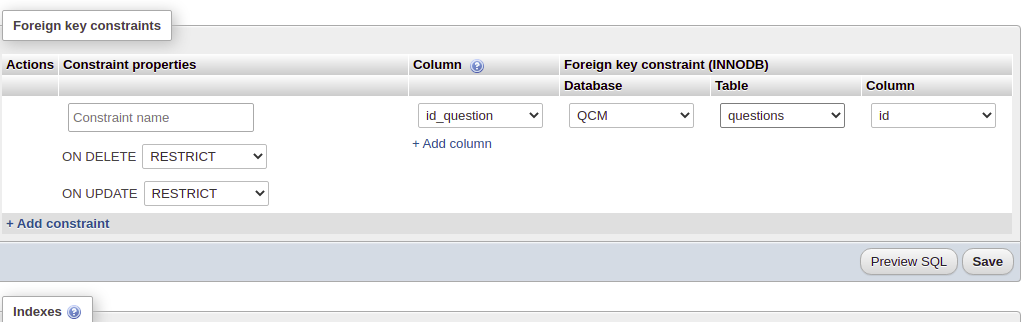 Foreign key constraints
Actions Constraint properties Column Foreign key constraint (INNODB)
Database Table Column
Constraint name id_question QCM questions id
+ Add column
ON DELETE RESTRICT
ON UPDATE RESTRICT
+ Add constraint
Preview SQL Save
Indexes